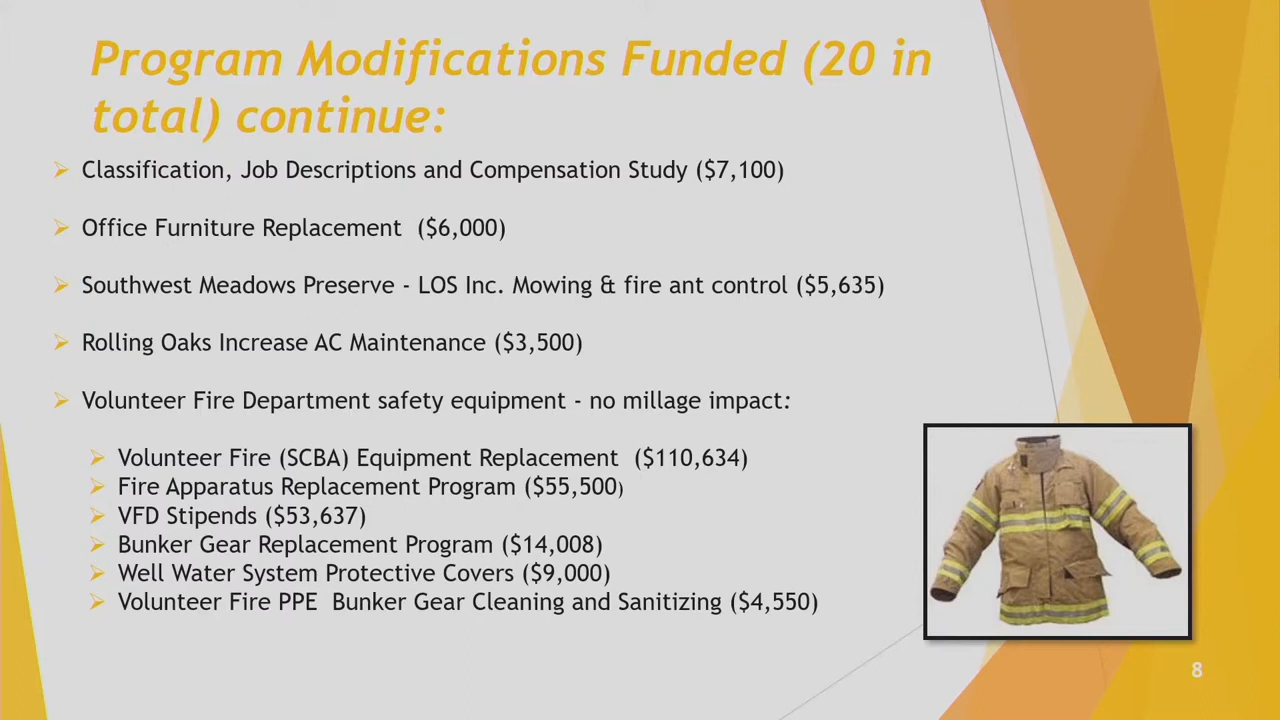 Program Modifications Funded (20 in
total) continue:
Classification, Job Descriptions and Compensation Study ($7,100)
Office Furniture Replacement ($6,000)
Southwest Meadows Preserve - LOS Inc. Mowing & fire ant control ($5,635)
Rolling Oaks Increase AC Maintenance ($3,500)
Volunteer Fire Department safety equipment - no millage impact:
Volunteer Fire (SCBA) Equipment Replacement ($110,634)
Fire Apparatus Replacement Program ($55,500)
VFD Stipends ($53,637)
Bunker Gear Replacement Program ($14,008)
Well Water System Protective Covers ($9,000)
Volunteer Fire PPE Bunker Gear Cleaning and Sanitizing ($4,550)
8